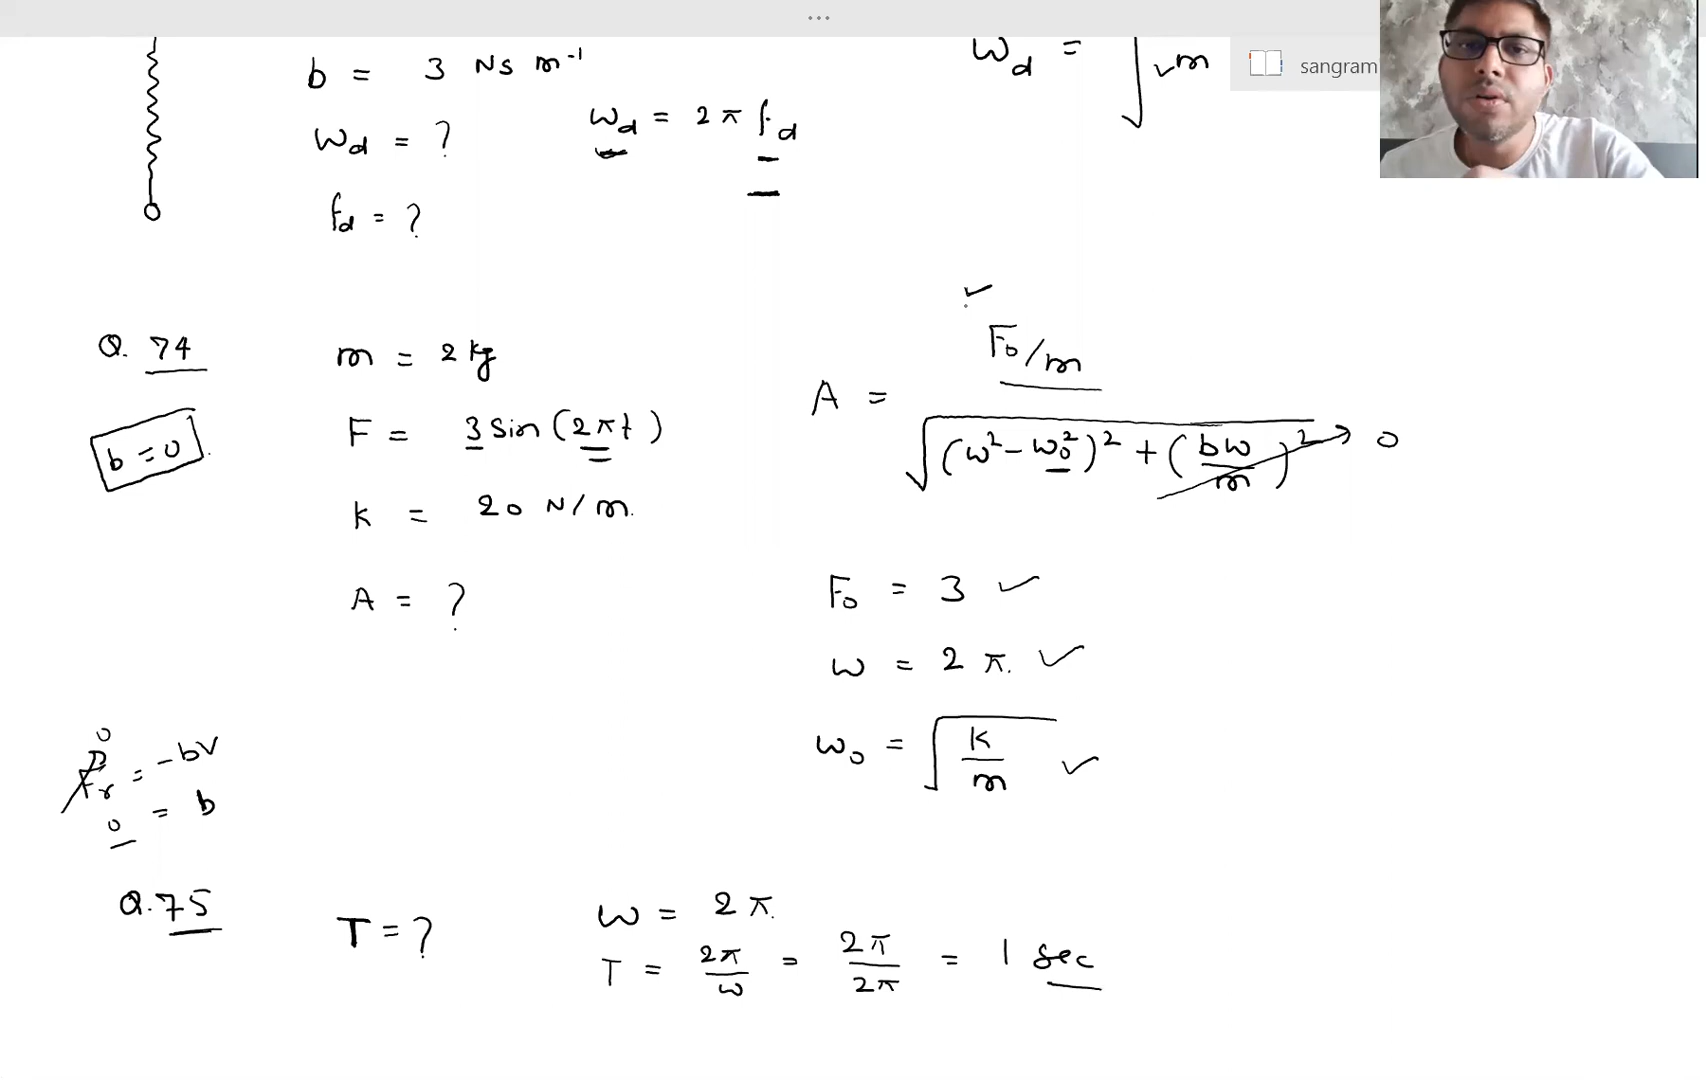 b = 3 Ns m⁻¹
ω_d = ?
ω_d = 2π f_d
f_d = ?
ω_d = √
m
sangram
Q. 74
m = 2 kg
F = 3 sin (2πt)
k = 20 N/m.
A = ?
b = 0
A = (F₀/m) / √((ω² - ω₀²)² + (bω/m)²) → 0
F₀ = 3 ✓
ω = 2π. ✓
ω₀ = √(k/m) ✓
0
= -bv
0 = b
Q. 75
T = ?
ω = 2π.
T = 2π/ω = 2π/2π = 1 sec